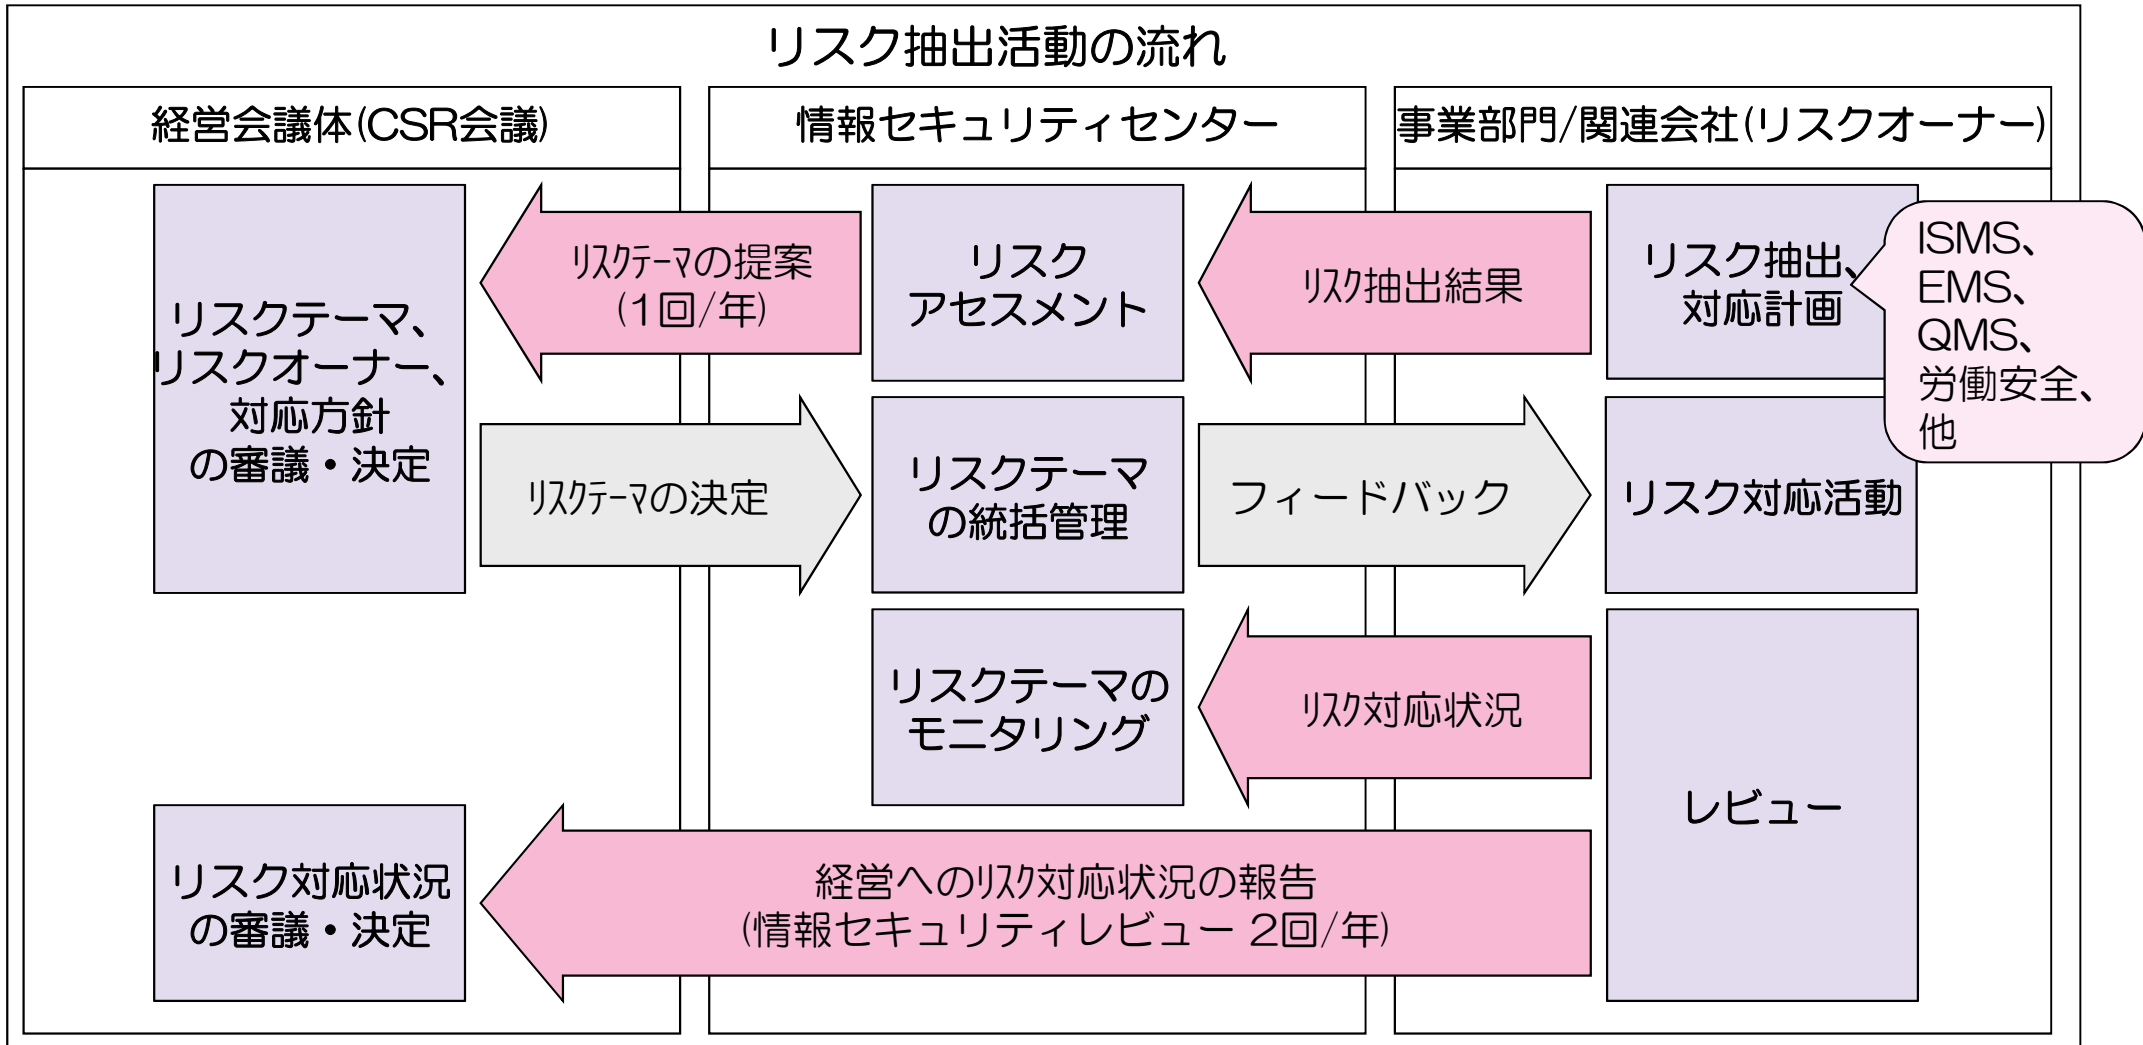 リスク抽出活動の流れ
経営会議体(CSR会議)
情報セキュリティセンター
事業部門/関連会社(リスクオーナー)
リスクテーマ、
リスクオーナー、
対応方針
の審議・決定
ﾘｽｸﾃｰﾏの提案
(1回/年)
リスク
アセスメント
ﾘｽｸ抽出結果
リスク抽出、
対応計画
ISMS、
EMS、
QMS、
労働安全、
他
ﾘｽｸﾃｰﾏの決定
リスクテーマ
の統括管理
フィードバック
リスク対応活動
リスクテーマの
モニタリング
ﾘｽｸ対応状況
レビュー
リスク対応状況
の審議・決定
経営へのﾘｽｸ対応状況の報告
(情報セキュリティレビュー 2回/年)